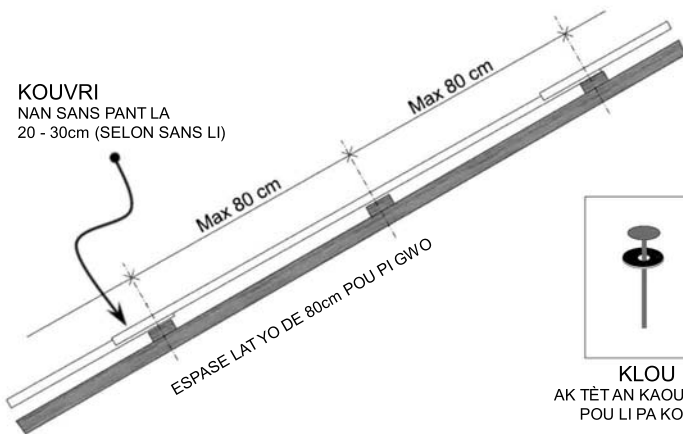 KOUVRI
NAN SANS PANT LA
20 - 30cm (SELON SANS LI)
Max 80 cm
Max 80 cm
ESPASE LAT YO DE 80cm POU PI GWO
KLOU
AK TÈT AN KAOU
POU LI PA KO